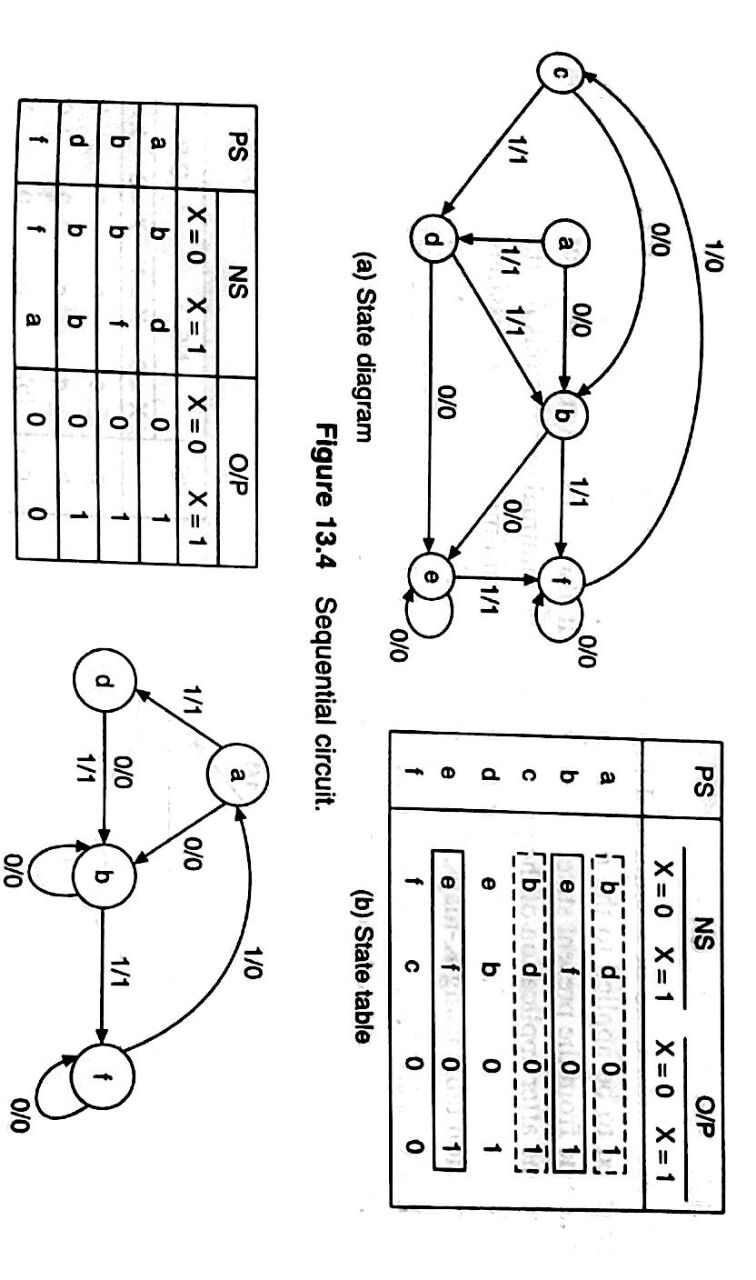 1/0
0/0
c
a
0/0
b
1/1
f
0/0
1/1
1/1
1/1
0/0
1/1
d
0/0
e
0/0
(a) State diagram
PS NS O/P
X = 0 X = 1 X = 0 X = 1
a b d 0 1
b e f 0 1
c b d 0 1
d e b 0 1
e e f 0 1
f f c 0 0
(b) State table
Figure 13.4 Sequential circuit.
PS NS O/P
X = 0 X = 1 X = 0 X = 1
a b d 0 1
b b f 0 1
d b b 0 1
f f a 0 0
a
1/0
1/1
0/0
d
0/0
1/1
b
1/1
f
0/0
0/0